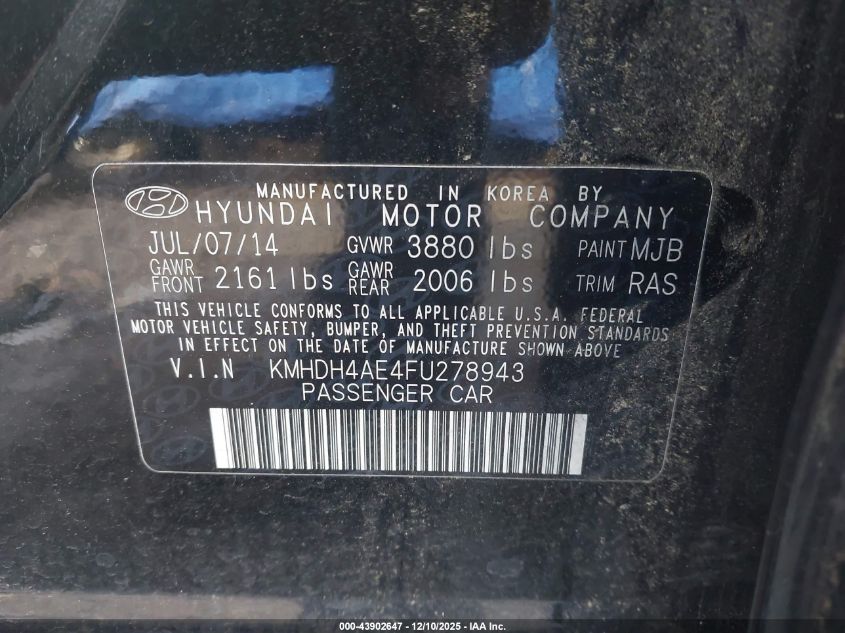 MANUFACTURED IN KOREA BY
HYUNDAI MOTOR COMPANY
JUL/07/14 GVWR 3880 lbs PAINT MJB
GAWR FRONT 2161 lbs GAWR REAR 2006 lbs TRIM RAS
THIS VEHICLE CONFORMS TO ALL APPLICABLE U.S.A. FEDERAL
MOTOR VEHICLE SAFETY, BUMPER, AND THEFT PREVENTION STANDARDS
IN EFFECT ON THE DATE OF MANUFACTURE SHOWN ABOVE
V.I.N KMHDH4AE4FU278943
PASSENGER CAR
000-43902647 - 12/10/2025 - IAA Inc.